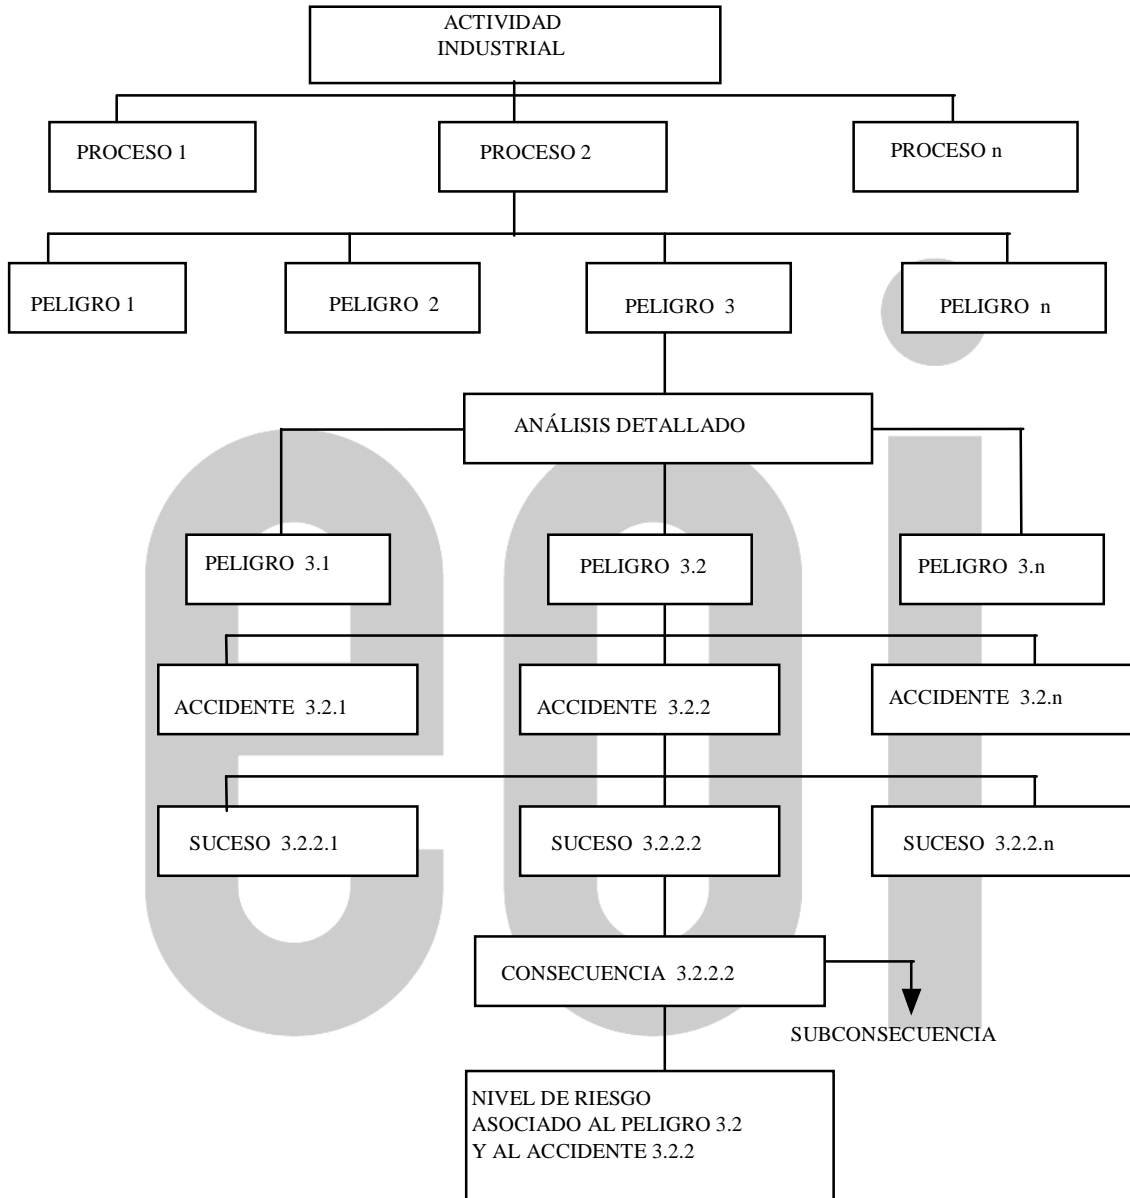 ACTIVIDAD
INDUSTRIAL
PROCESO 1
PROCESO 2
PROCESO n
PELIGRO 1
PELIGRO 2
PELIGRO 3
PELIGRO n
ANÁLISIS DETALLADO
PELIGRO 3.1
PELIGRO 3.2
PELIGRO 3.n
ACCIDENTE 3.2.1
ACCIDENTE 3.2.2
ACCIDENTE 3.2.n
SUCESO 3.2.2.1
SUCESO 3.2.2.2
SUCESO 3.2.2.n
CONSECUENCIA 3.2.2.2
SUBCONSECUENCIA
NIVEL DE RIESGO
ASOCIADO AL PELIGRO 3.2
Y AL ACCIDENTE 3.2.2
eoi